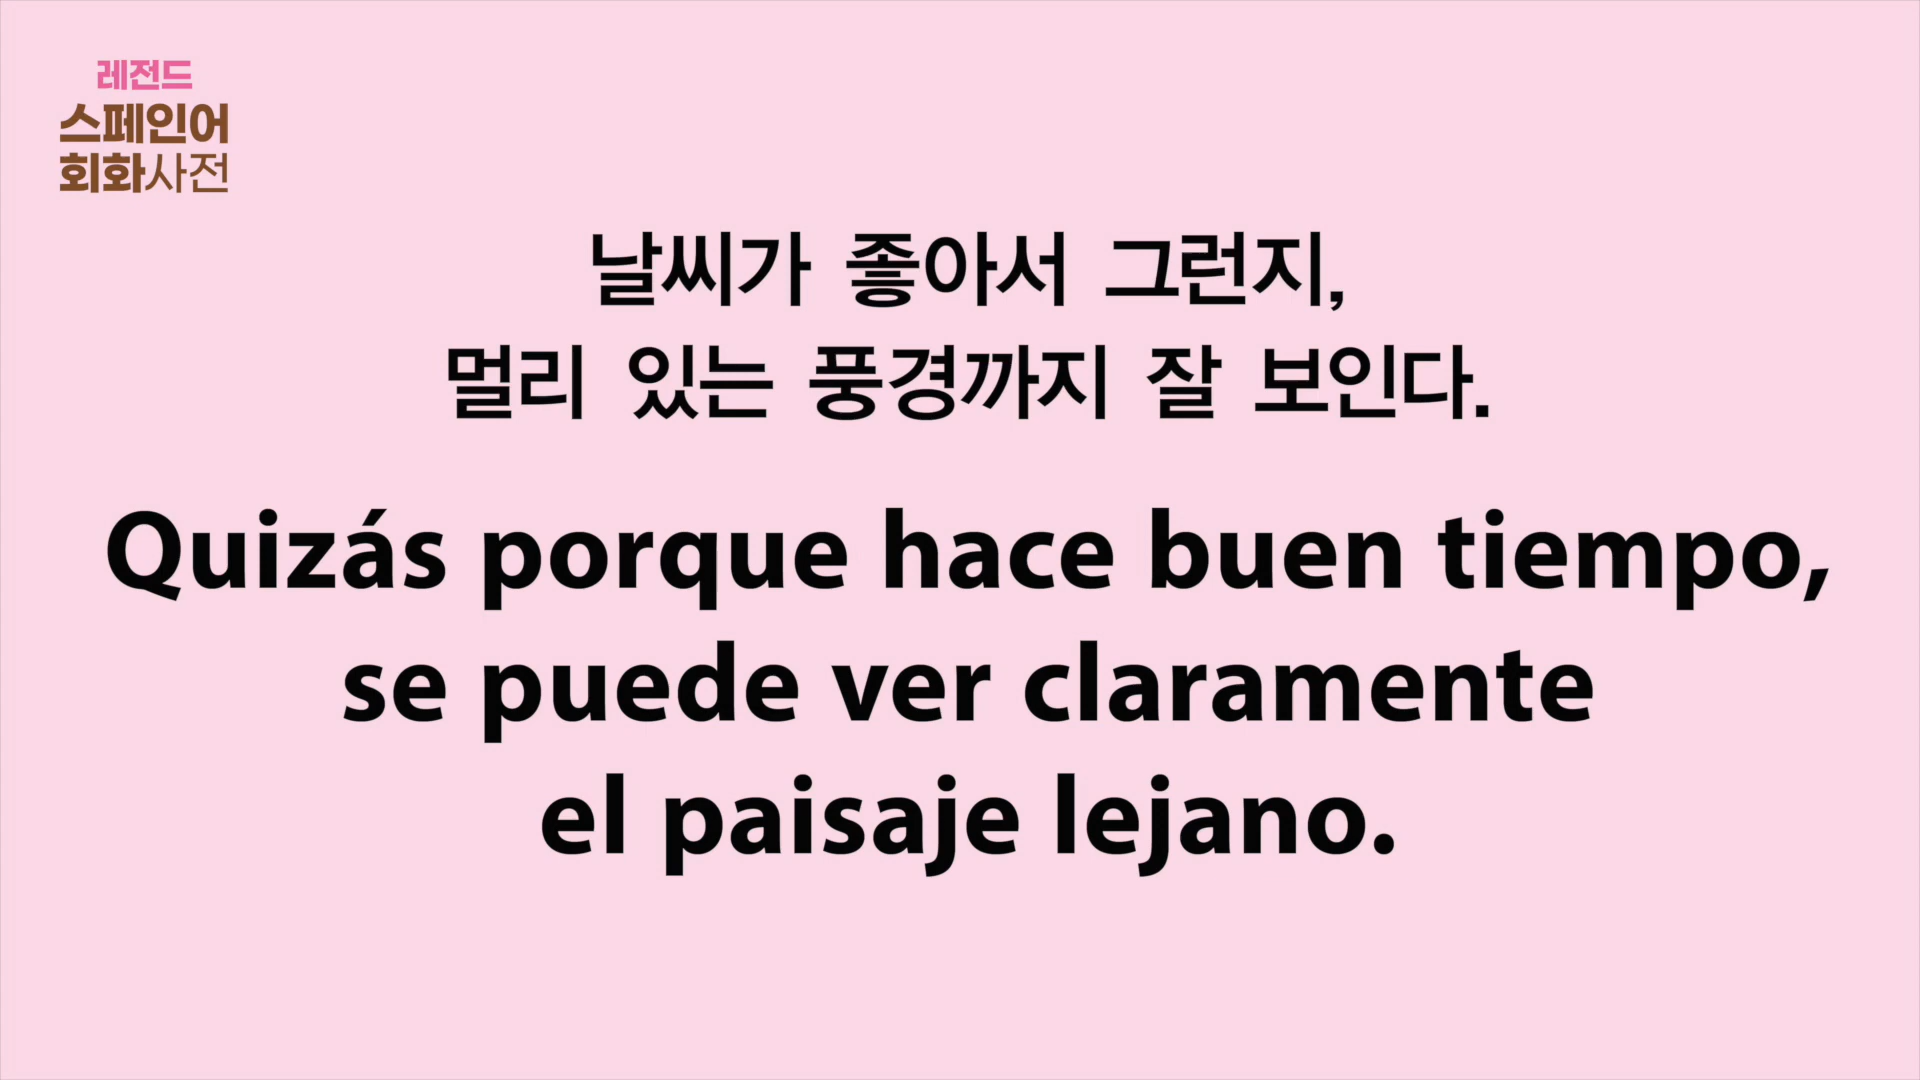 레전드
스페인어
회화사전
날씨가 좋아서 그런지,
멀리 있는 풍경까지 잘 보인다.
Quizás porque hace buen tiempo,
se puede ver claramente
el paisaje lejano.